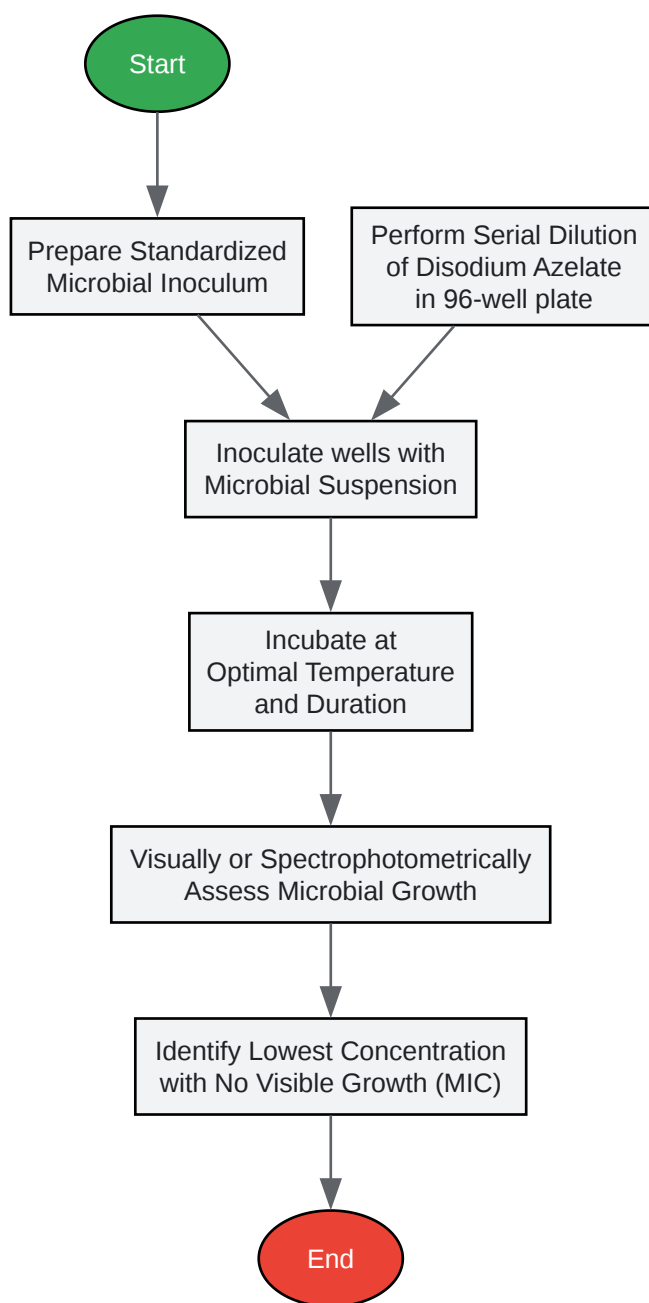 Start
Prepare Standardized
Microbial Inoculum
Perform Serial Dilution
of Disodium Azelate
in 96-well plate
Inoculate wells with
Microbial Suspension
Incubate at
Optimal Temperature
and Duration
Visually or Spectrophotometrically
Assess Microbial Growth
Identify Lowest Concentration
with No Visible Growth (MIC)
End